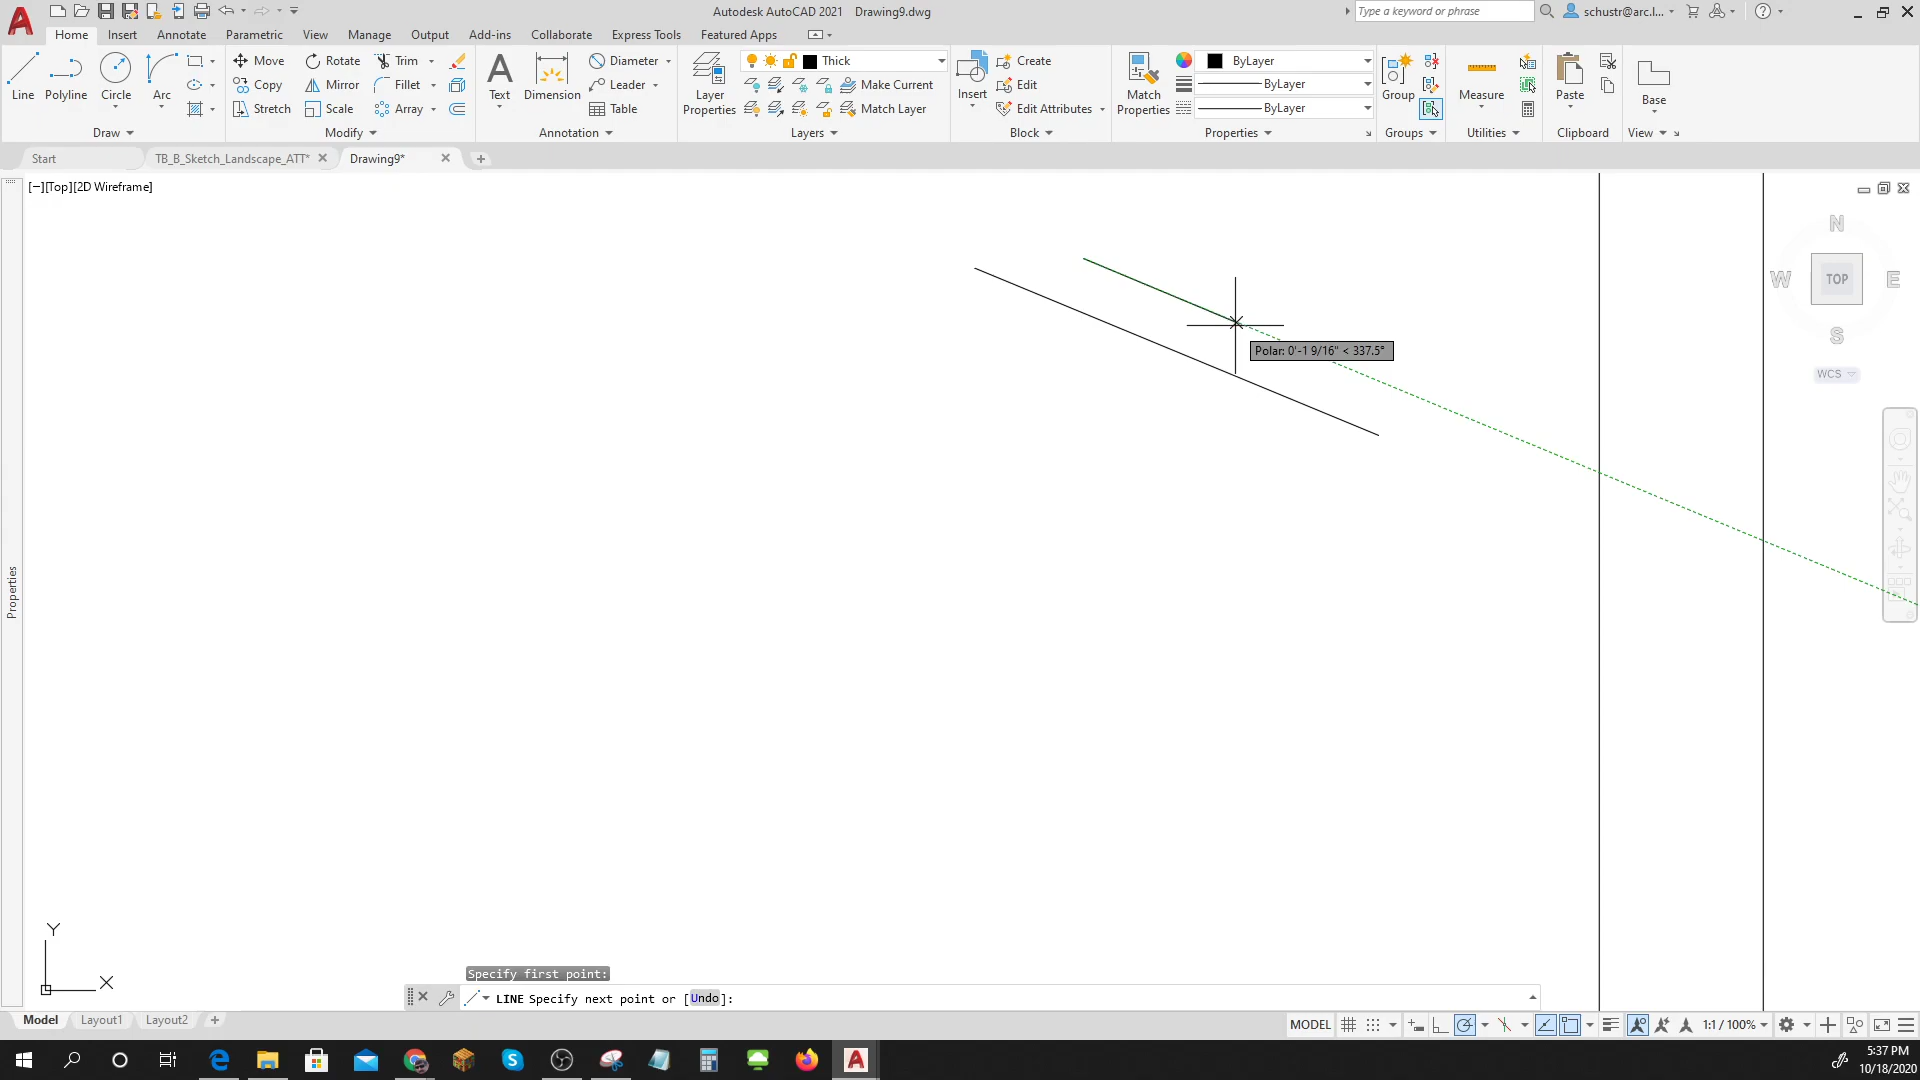 Autodesk AutoCAD 2021 Drawing9.dwg
Type a keyword or phrase
schustr@arc.l...
Home Insert Annotate Parametric View Manage Output Add-ins Collaborate Express Tools Featured Apps
Line Polyline Circle Arc
Draw
Move Rotate Trim
Copy Mirror Fillet
Stretch Scale Array
Modify
Text Dimension
Diameter
Leader
Table
Annotation
Layer
Properties
Thick
Make Current
Match Layer
Layers
Insert
Create
Edit
Edit Attributes
Block
Match
Properties
ByLayer
ByLayer
ByLayer
Properties
Group
Groups
Measure
Utilities
Paste
Clipboard
Base
View
Start TB_B_Sketch_Landscape_ATT* Drawing9*
[−][Top][2D Wireframe]
N
W TOP E
S
WCS
Polar: 0'-1 9/16" < 337.5°
Properties
Y
X
Specify first point:
LINE Specify next point or [Undo]:
Model Layout1 Layout2
MODEL
1:1 / 100%
5:37 PM
10/18/2020